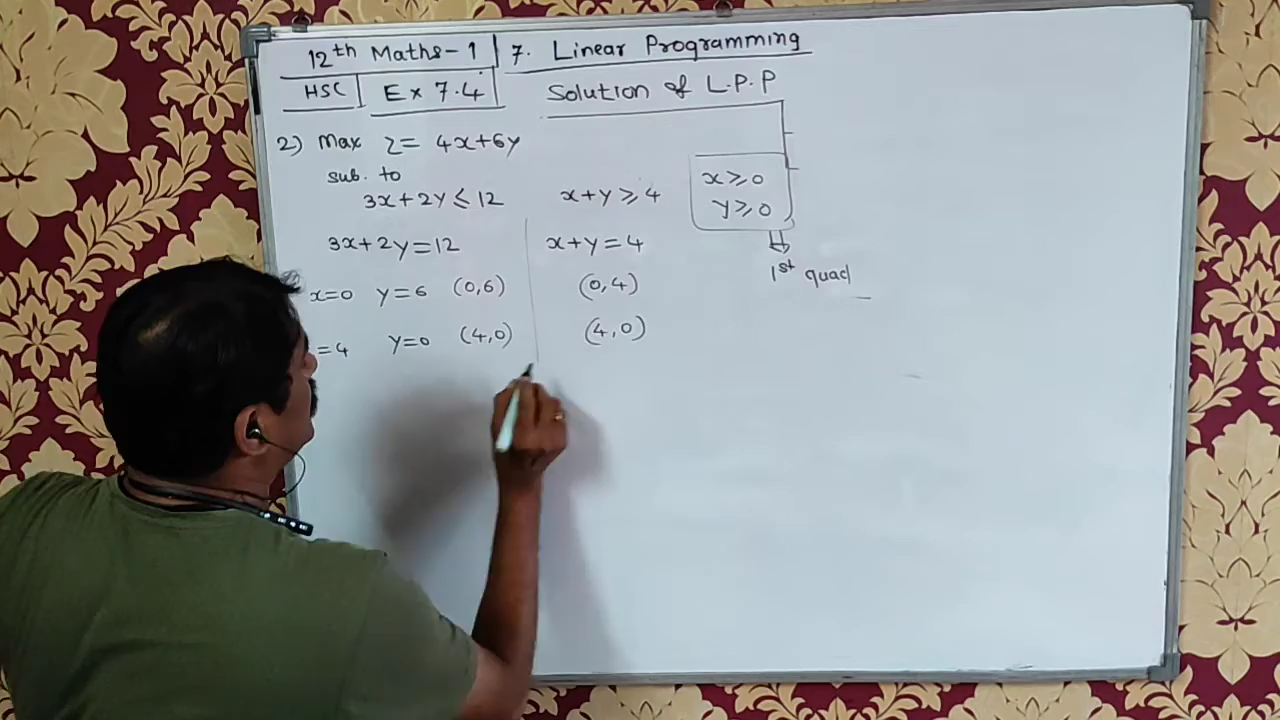 12th Maths-1 7. Linear Programming
HSC Ex 7.4 Solution of L.P.P
2) Max z = 4x+6y
sub. to
3x+2y ≤ 12 x+y ≥ 4 x ≥ 0
y ≥ 0
3x+2y=12 x+y=4
1st quad
x=0 y=6 (0,6) (0,4)
=4 y=0 (4,0) (4,0)